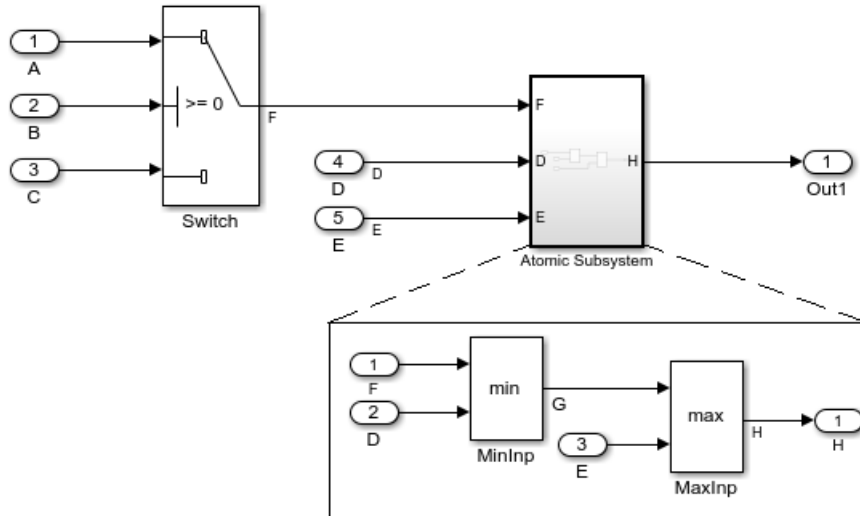 1
A
2
B
3
C
>= 0
Switch
F
4
D
D
5
E
E
F
D
E
H
Atomic Subsystem
1
Out1
1
F
2
D
min
MinInp
G
3
E
max
MaxInp
H
1
H